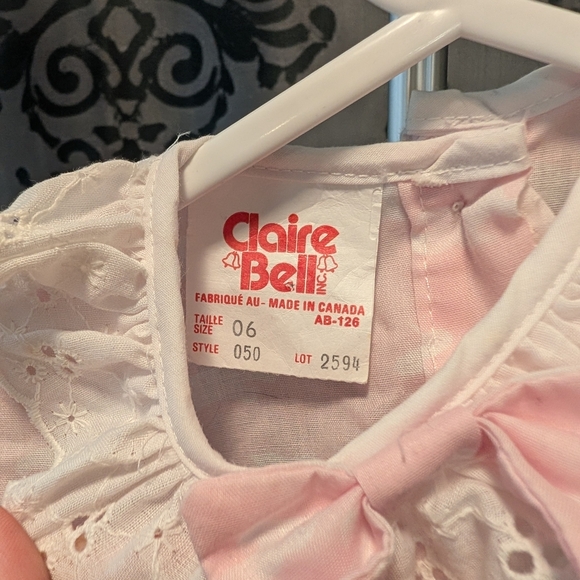 Claire
Bell INC.
FABRIQUÉ AU - MADE IN CANADA
AB-126
TAILLE
SIZE 06
STYLE 050 LOT 2594